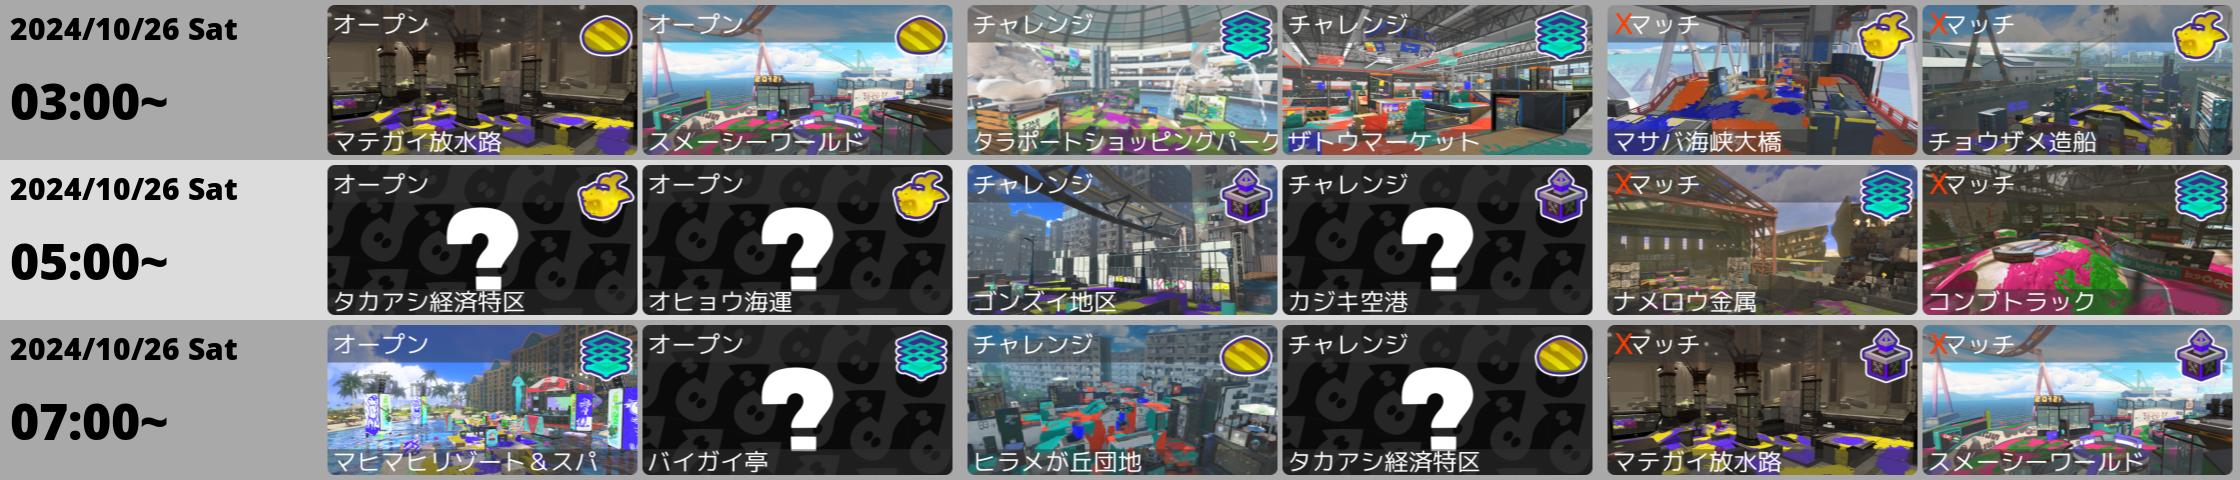 2024/10/26 Sat
03:00~
オープン
マテガイ放水路
オープン
スメーシーワールド
チャレンジ
タラポートショッピングパーク
チャレンジ
ザトウマーケット
Xマッチ
マサバ海峡大橋
Xマッチ
チョウザメ造船
2024/10/26 Sat
05:00~
オープン
?
タカアシ経済特区
オープン
?
オヒョウ海運
チャレンジ
ゴンズイ地区
チャレンジ
?
カジキ空港
Xマッチ
ナメロウ金属
Xマッチ
コンブトラック
2024/10/26 Sat
07:00~
オープン
マヒマヒリゾート＆スパ
オープン
?
バイガイ亭
チャレンジ
ヒラメが丘団地
チャレンジ
?
タカアシ経済特区
Xマッチ
マテガイ放水路
Xマッチ
スメーシーワールド